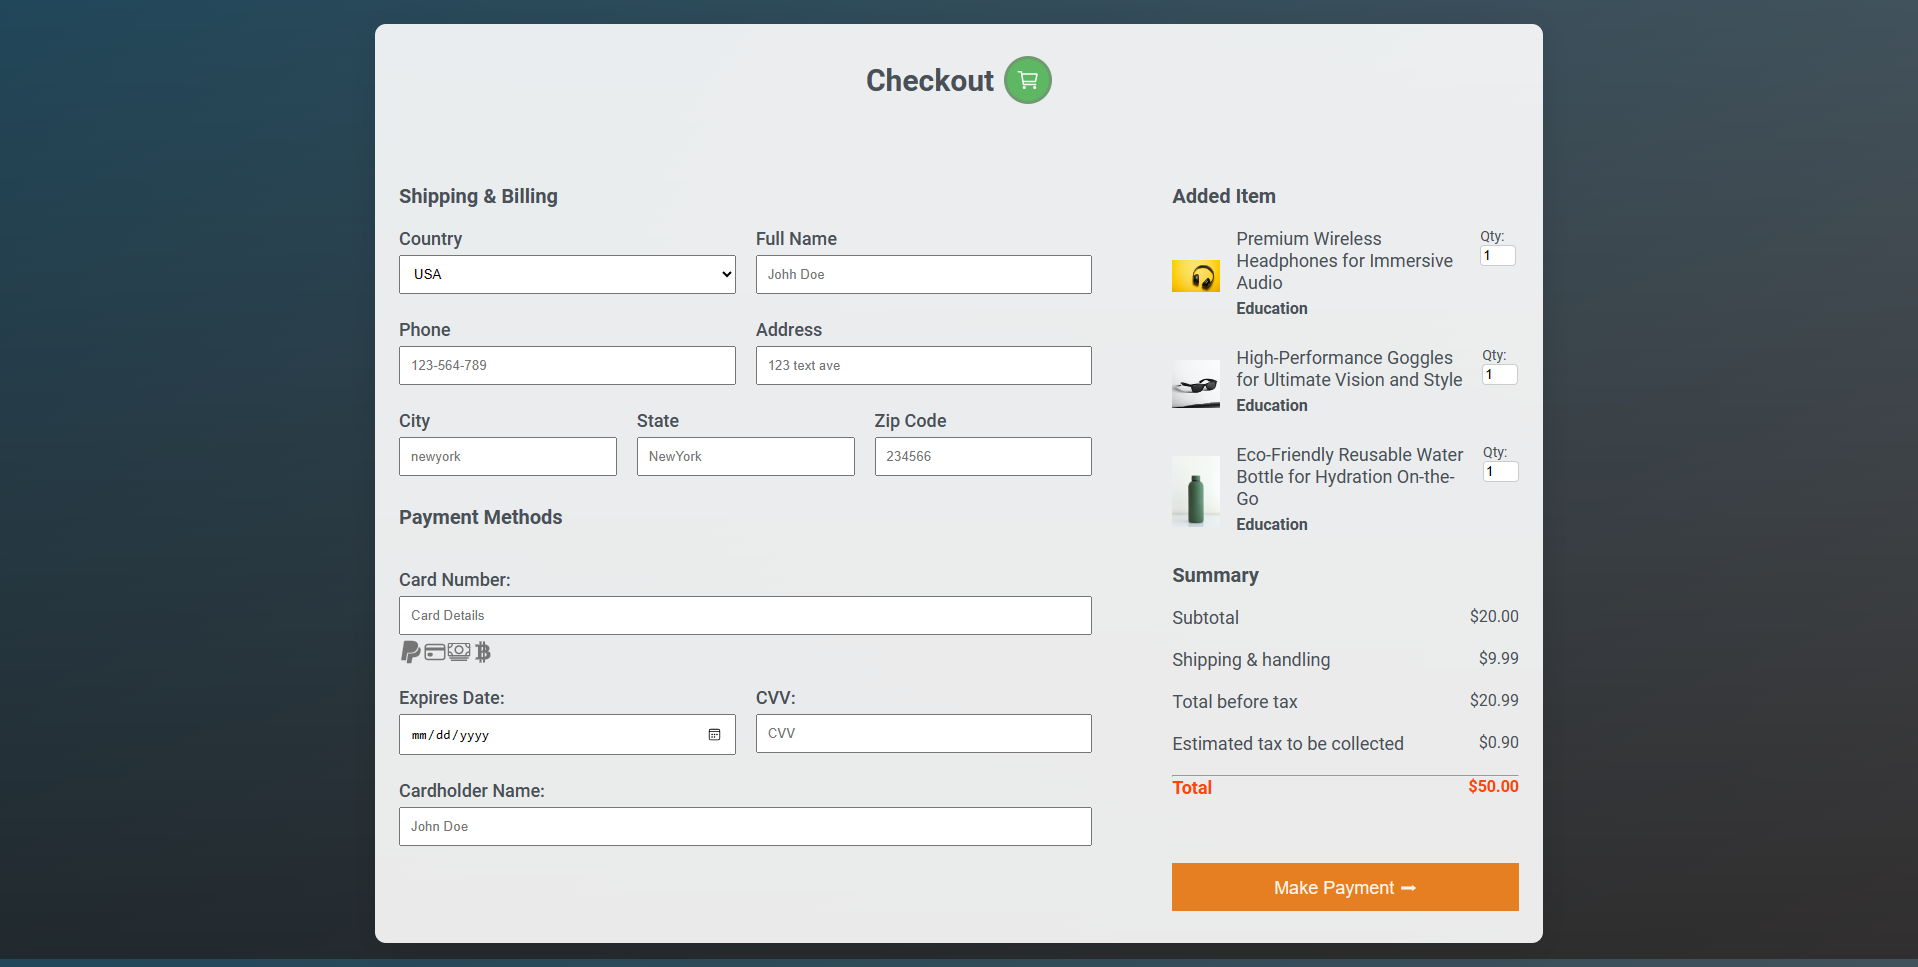 Checkout
Shipping & Billing
Country
Full Name
USA
Johh Doe
Phone
Address
123-564-789
123 text ave
City
State
Zip Code
newyork
NewYork
234566
Payment Methods
Card Number:
Card Details
Expires Date:
CVV:
mm/dd/yyyy
CVV
Cardholder Name:
John Doe
Added Item
Premium Wireless
Headphones for Immersive
Audio
Education
Qty:
1
High-Performance Goggles
for Ultimate Vision and Style
Education
Qty:
1
Eco-Friendly Reusable Water
Bottle for Hydration On-the-
Go
Education
Qty:
1
Summary
Subtotal $20.00
Shipping & handling $9.99
Total before tax $20.99
Estimated tax to be collected $0.90
Total $50.00
Make Payment